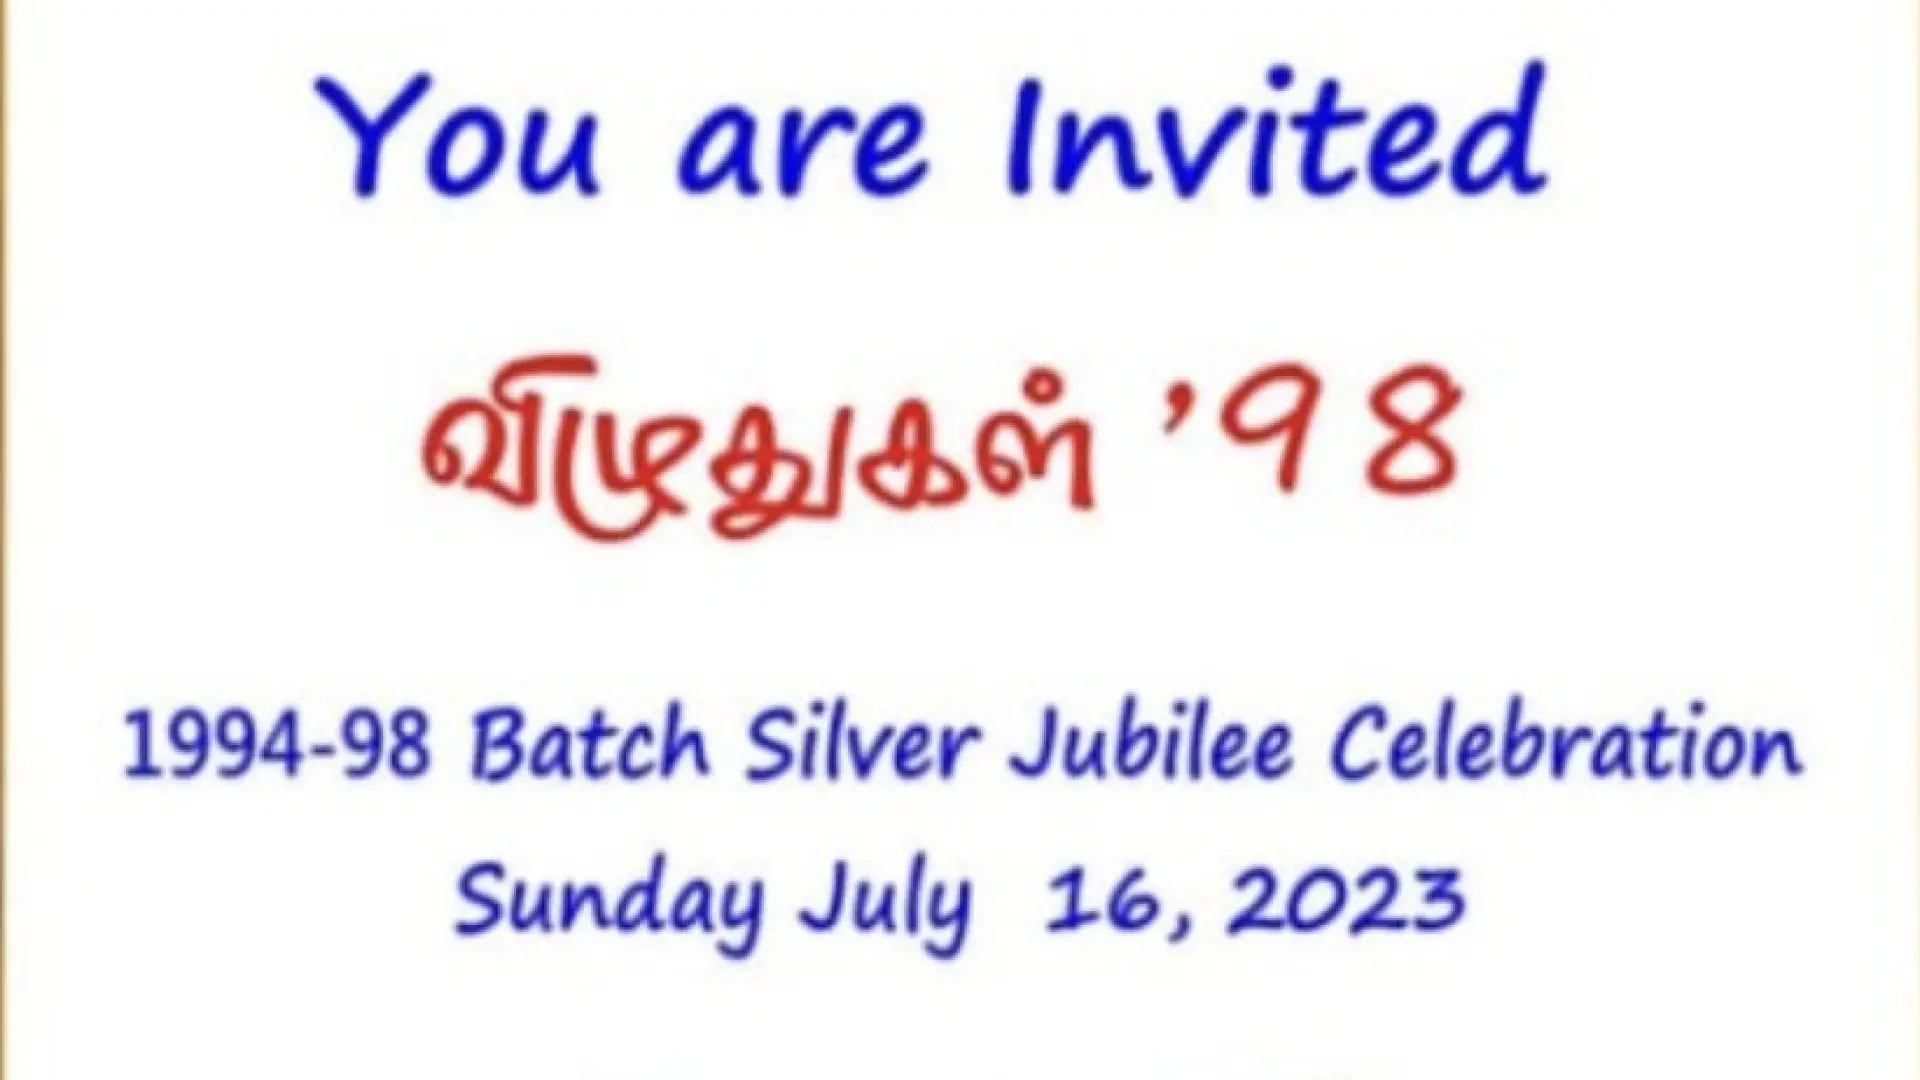 You are Invited
விழுதுகள் ’98
1994-98 Batch Silver Jubilee Celebration
Sunday July 16, 2023